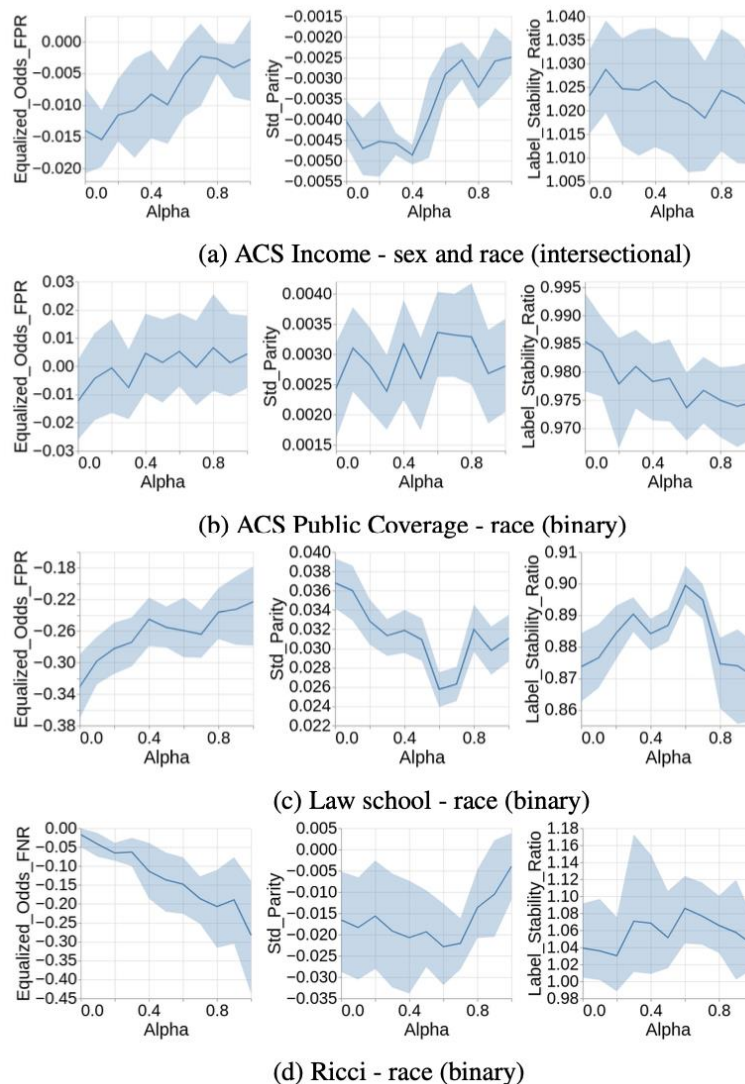 Equalized_Odds_FPR
0.000
−0.005
−0.010
−0.015
−0.020
0.0 0.4 0.8
Alpha
Std_Parity
−0.0015
−0.0020
−0.0025
−0.0030
−0.0035
−0.0040
−0.0045
−0.0050
−0.0055
0.0 0.4 0.8
Alpha
Label_Stability_Ratio
1.040
1.035
1.030
1.025
1.020
1.015
1.010
1.005
0.0 0.4 0.8
Alpha
(a) ACS Income - sex and race (intersectional)
Equalized_Odds_FPR
0.03
0.02
0.01
0.00
−0.01
−0.02
−0.03
0.0 0.4 0.8
Alpha
Std_Parity
0.0040
0.0035
0.0030
0.0025
0.0020
0.0015
0.0 0.4 0.8
Alpha
Label_Stability_Ratio
0.995
0.990
0.985
0.980
0.975
0.970
0.0 0.4 0.8
Alpha
(b) ACS Public Coverage - race (binary)
Equalized_Odds_FPR
−0.18
−0.22
−0.26
−0.30
−0.34
−0.38
0.0 0.4 0.8
Alpha
Std_Parity
0.040
0.038
0.036
0.034
0.032
0.030
0.028
0.026
0.024
0.022
0.0 0.4 0.8
Alpha
Label_Stability_Ratio
0.91
0.90
0.89
0.88
0.87
0.86
0.0 0.4 0.8
Alpha
(c) Law school - race (binary)
Equalized_Odds_FNR
0.00
−0.05
−0.10
−0.15
−0.20
−0.25
−0.30
−0.35
−0.40
−0.45
0.0 0.4 0.8
Alpha
Std_Parity
0.005
0.000
−0.005
−0.010
−0.015
−0.020
−0.025
−0.030
−0.035
0.0 0.4 0.8
Alpha
Label_Stability_Ratio
1.18
1.16
1.14
1.12
1.10
1.08
1.06
1.04
1.02
1.00
0.98
0.0 0.4 0.8
Alpha
(d) Ricci - race (binary)